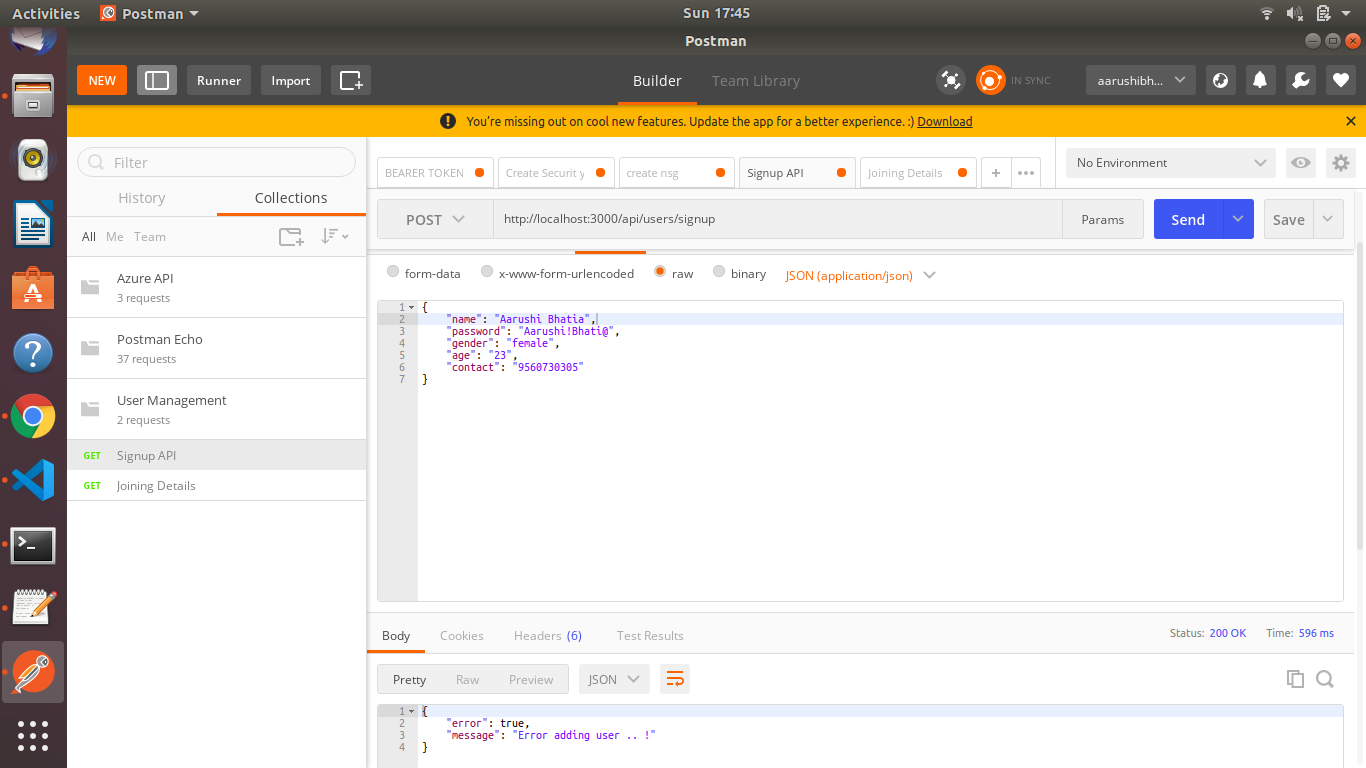 Activities
Postman
Sun 17:45
Postman
NEW
Runner
Import
Builder
Team Library
IN SYNC
aarushibh...
You're missing out on cool new features. Update the app for a better experience. :) Download
Filter
History
Collections
All Me Team
Azure API
3 requests
Postman Echo
37 requests
User Management
2 requests
GET Signup API
GET Joining Details
BEARER TOKEN
Create Securit y
create nsg
Signup API
Joining Details
+
No Environment
POST
http://localhost:3000/api/users/signup
Params
Send
Save
form-data
x-www-form-urlencoded
raw
binary
JSON (application/json)
1 {
2 "name": "Aarushi Bhatia",
3 "password": "Aarushi!Bhati@",
4 "gender": "female",
5 "age": "23",
6 "contact": "9560730305"
7 }
Body
Cookies
Headers (6)
Test Results
Status: 200 OK
Time: 596 ms
Pretty
Raw
Preview
JSON
1 {
2 "error": true,
3 "message": "Error adding user .. !"
4 }